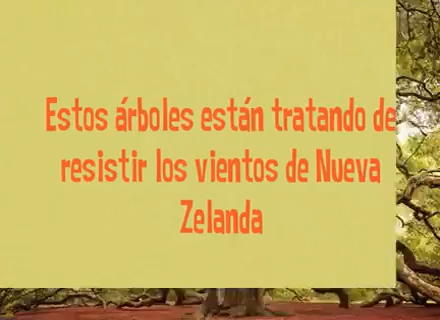 Estos árboles están tratando de
resistir los vientos de Nueva
Zelanda